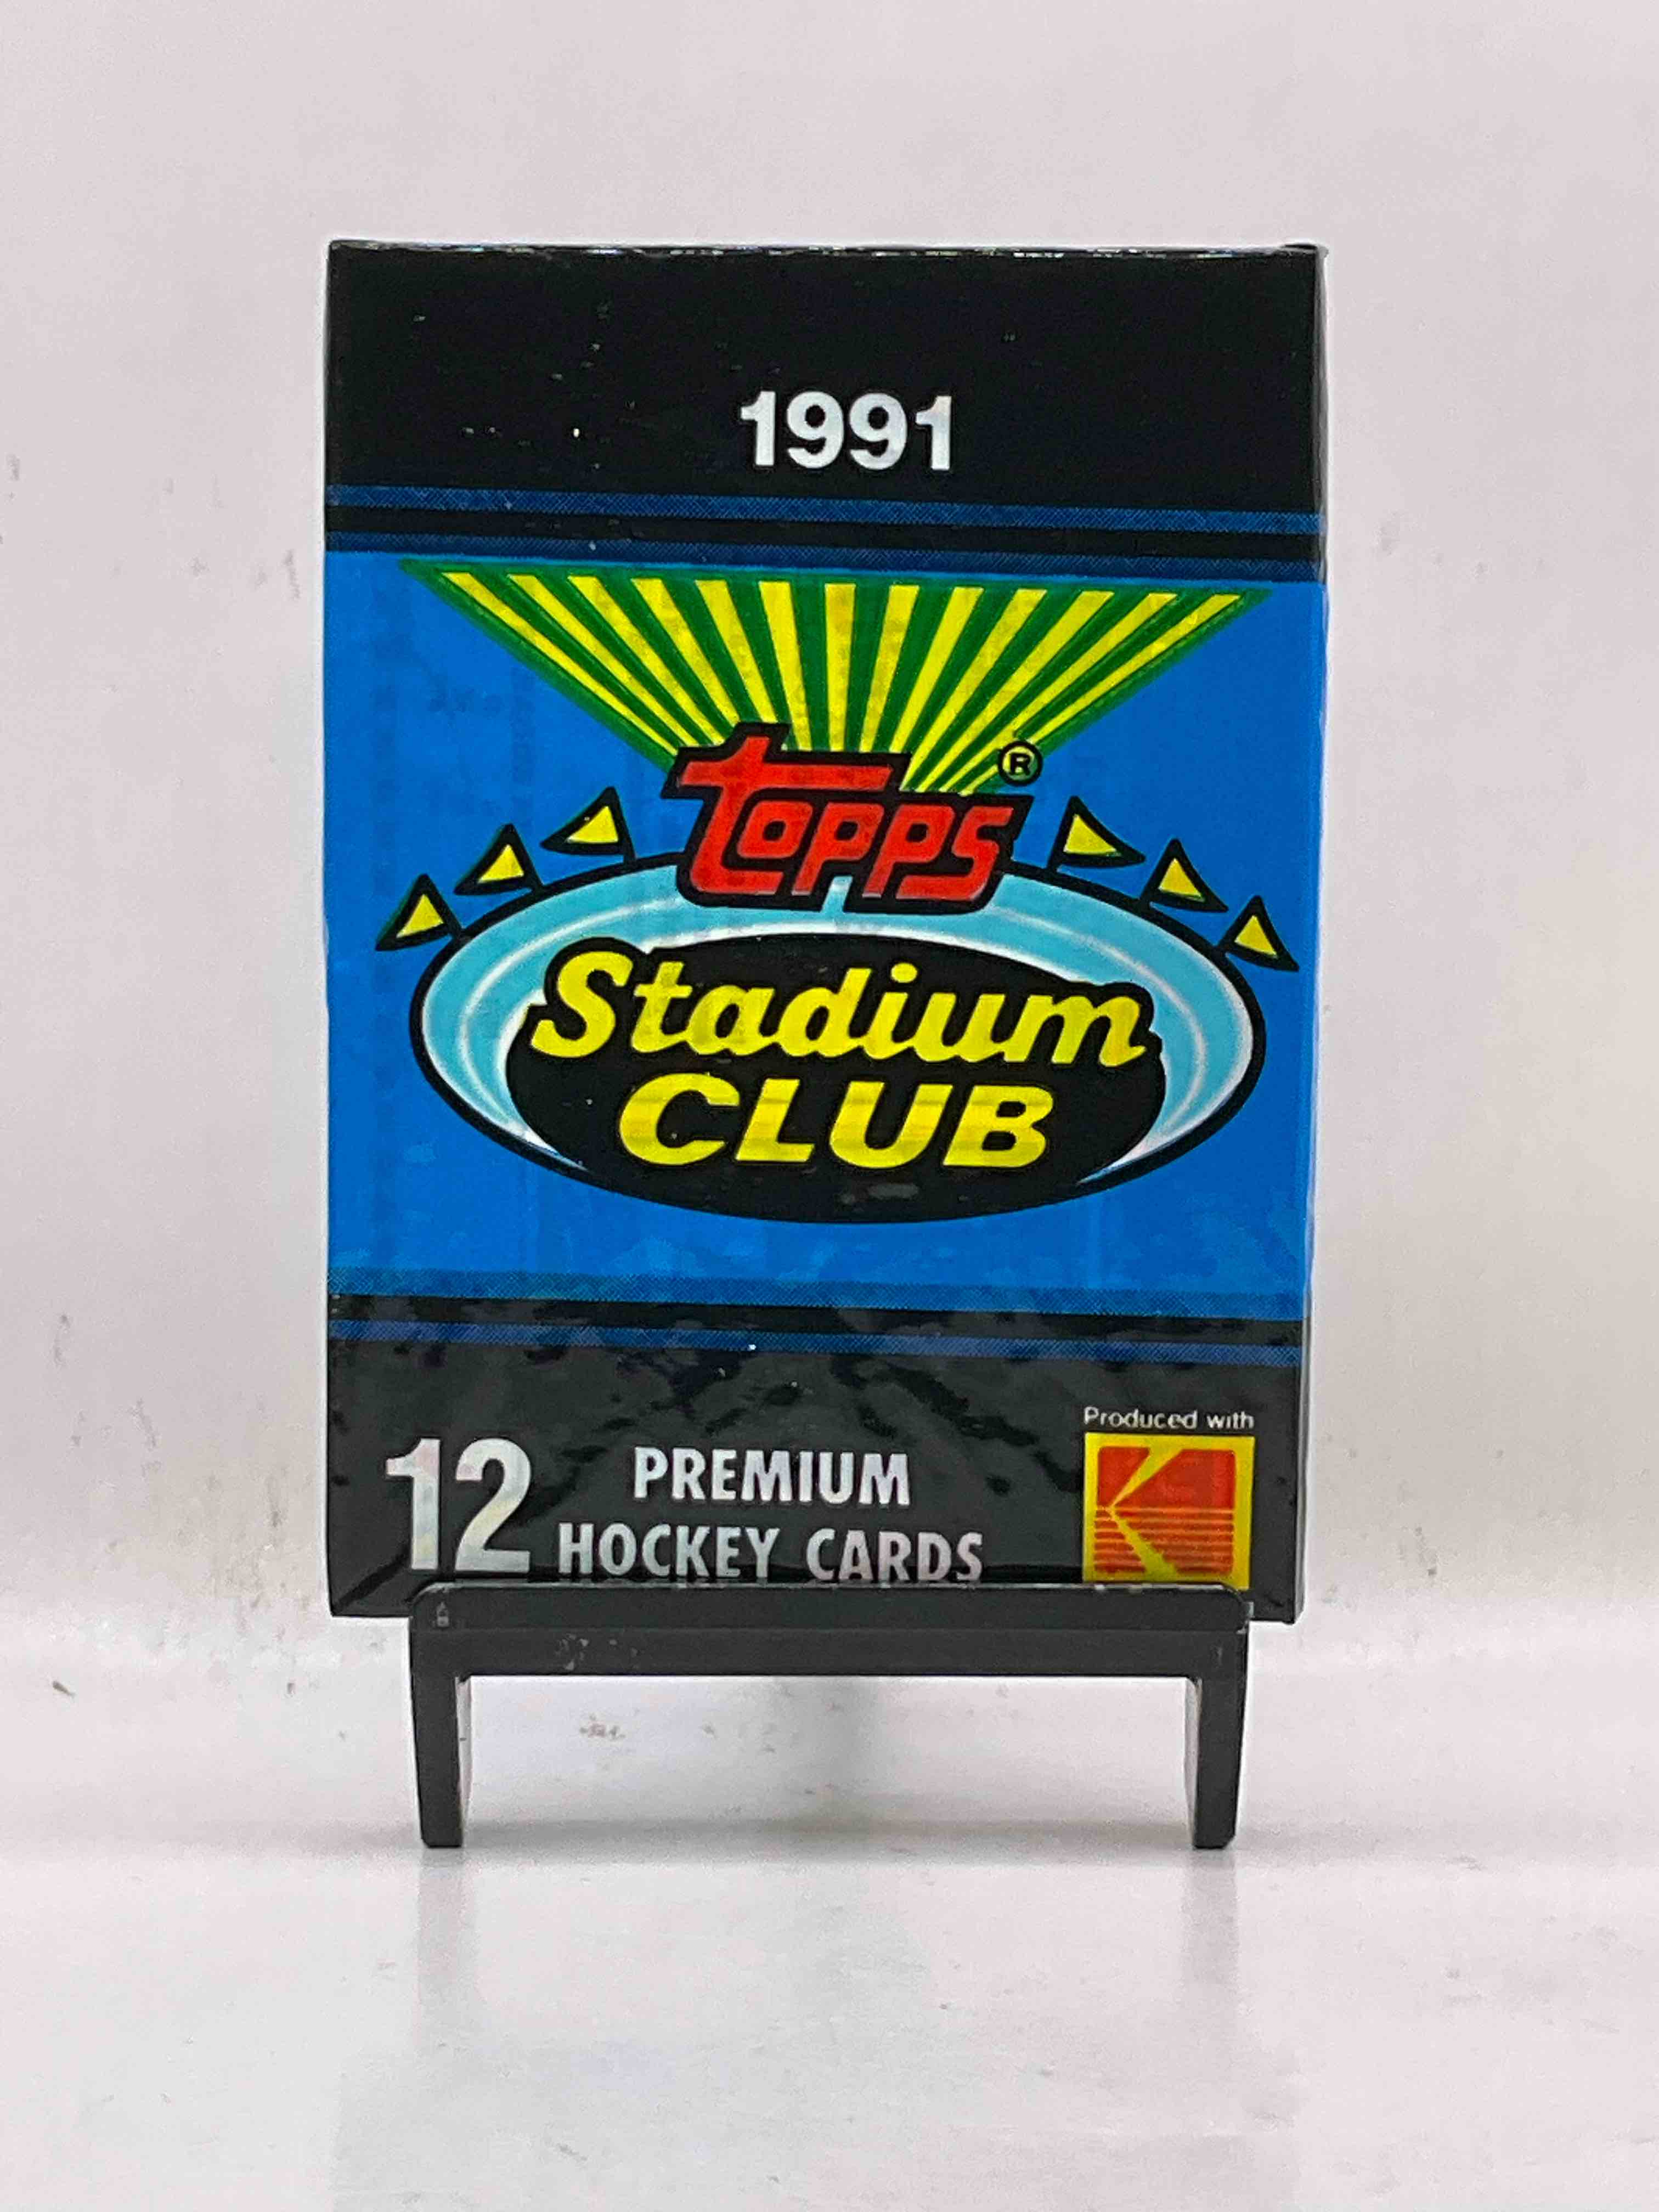 1991
topps®
Stadium
CLUB
Produced with
12 PREMIUM
HOCKEY CARDS